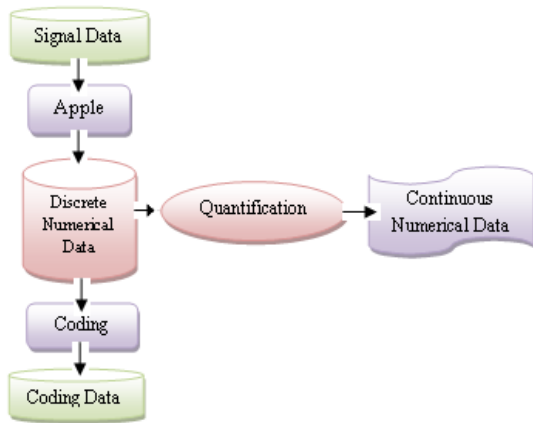 Signal Data
Apple
Discrete
Numerical
Data
Quantification
Continuous
Numerical Data
Coding
Coding Data